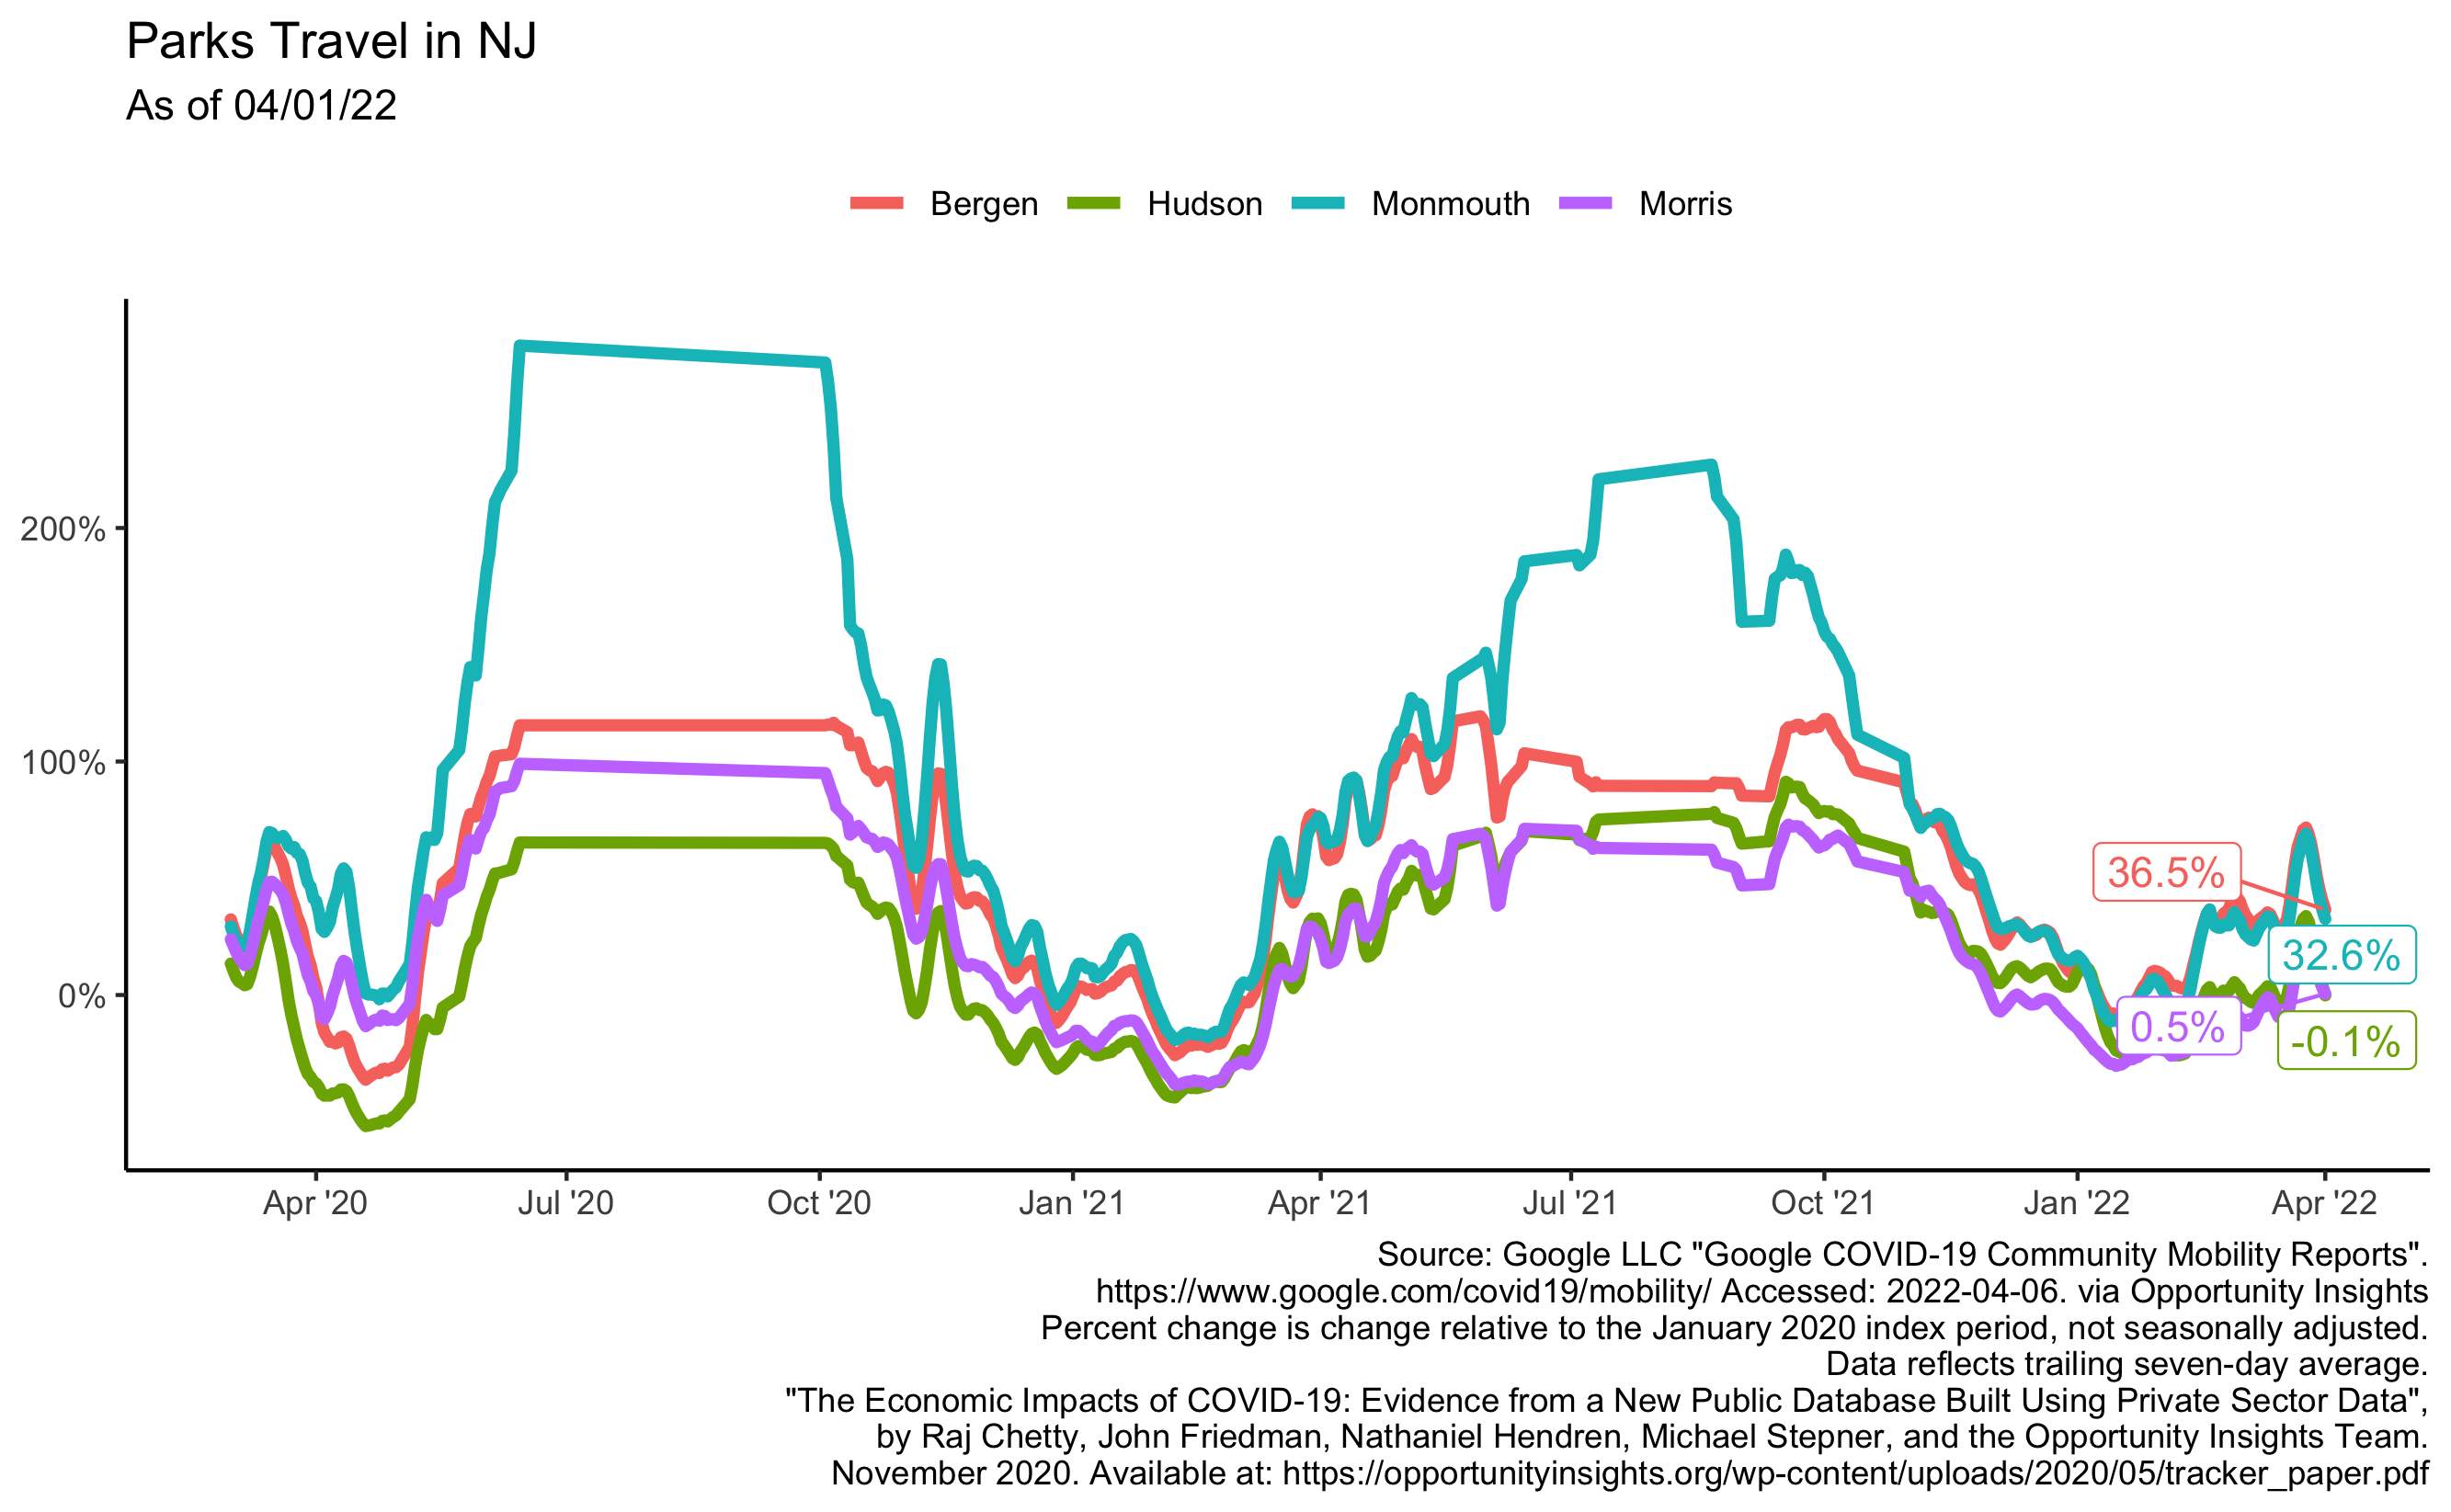 Parks Travel in NJ
As of 04/01/22
Bergen Hudson Monmouth Morris
200%
100%
0%
36.5%
32.6%
0.5%
-0.1%
Apr '20 Jul '20 Oct '20 Jan '21 Apr '21 Jul '21 Oct '21 Jan '22 Apr '22
Source: Google LLC "Google COVID-19 Community Mobility Reports".
https://www.google.com/covid19/mobility/ Accessed: 2022-04-06. via Opportunity Insights
Percent change is change relative to the January 2020 index period, not seasonally adjusted.
Data reflects trailing seven-day average.
"The Economic Impacts of COVID-19: Evidence from a New Public Database Built Using Private Sector Data",
by Raj Chetty, John Friedman, Nathaniel Hendren, Michael Stepner, and the Opportunity Insights Team.
November 2020. Available at: https://opportunityinsights.org/wp-content/uploads/2020/05/tracker_paper.pdf